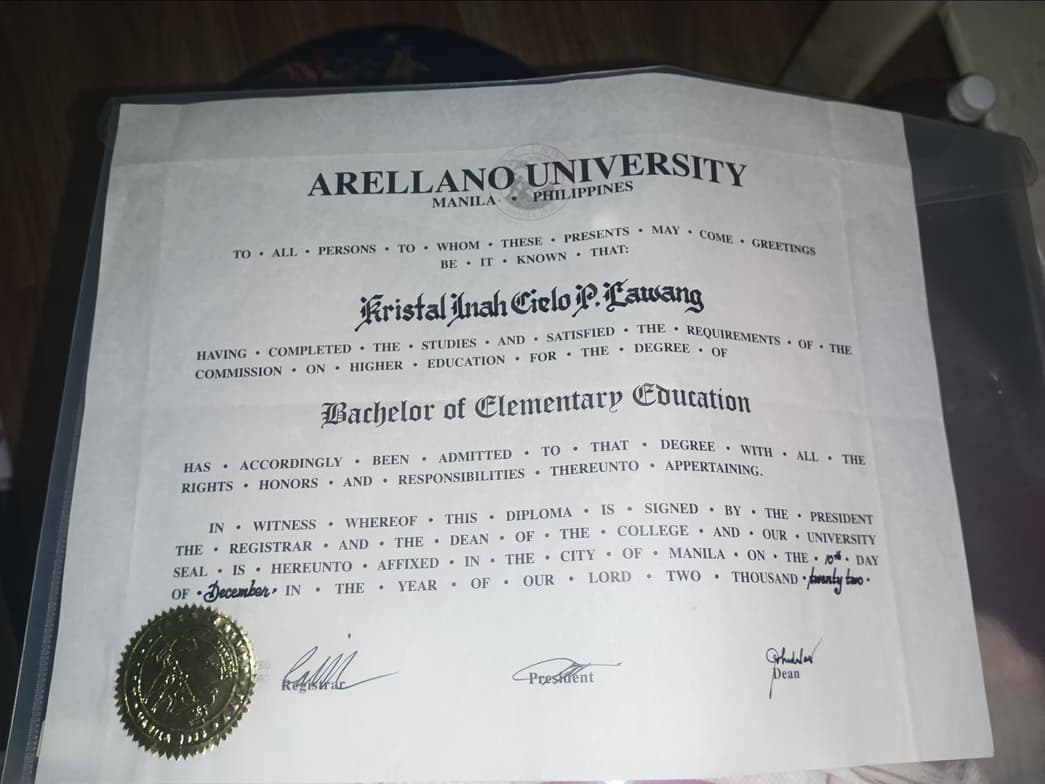 ARELLANO UNIVERSITY
MANILA • PHILIPPINES
TO • ALL • PERSONS • TO • WHOM • THESE • PRESENTS • MAY • COME • GREETINGS
BE • IT • KNOWN • THAT:
Kristal Inah Cielo P. Lawang
HAVING • COMPLETED • THE • STUDIES • AND • SATISFIED • THE • REQUIREMENTS • OF • THE
COMMISSION • ON • HIGHER • EDUCATION • FOR • THE • DEGREE • OF
Bachelor of Elementary Education
HAS • ACCORDINGLY • BEEN • ADMITTED • TO • THAT • DEGREE • WITH • ALL • THE
RIGHTS • HONORS • AND • RESPONSIBILITIES • THEREUNTO • APPERTAINING.
IN • WITNESS • WHEREOF • THIS • DIPLOMA • IS • SIGNED • BY • THE • PRESIDENT
THE • REGISTRAR • AND • THE • DEAN • OF • THE • COLLEGE • AND • OUR • UNIVERSITY
SEAL • IS • HEREUNTO • AFFIXED • IN • THE • CITY • OF • MANILA • ON • THE • 10th • DAY
OF • December • IN • THE • YEAR • OF • OUR • LORD • TWO • THOUSAND • twenty two •
Registrar
President
Dean